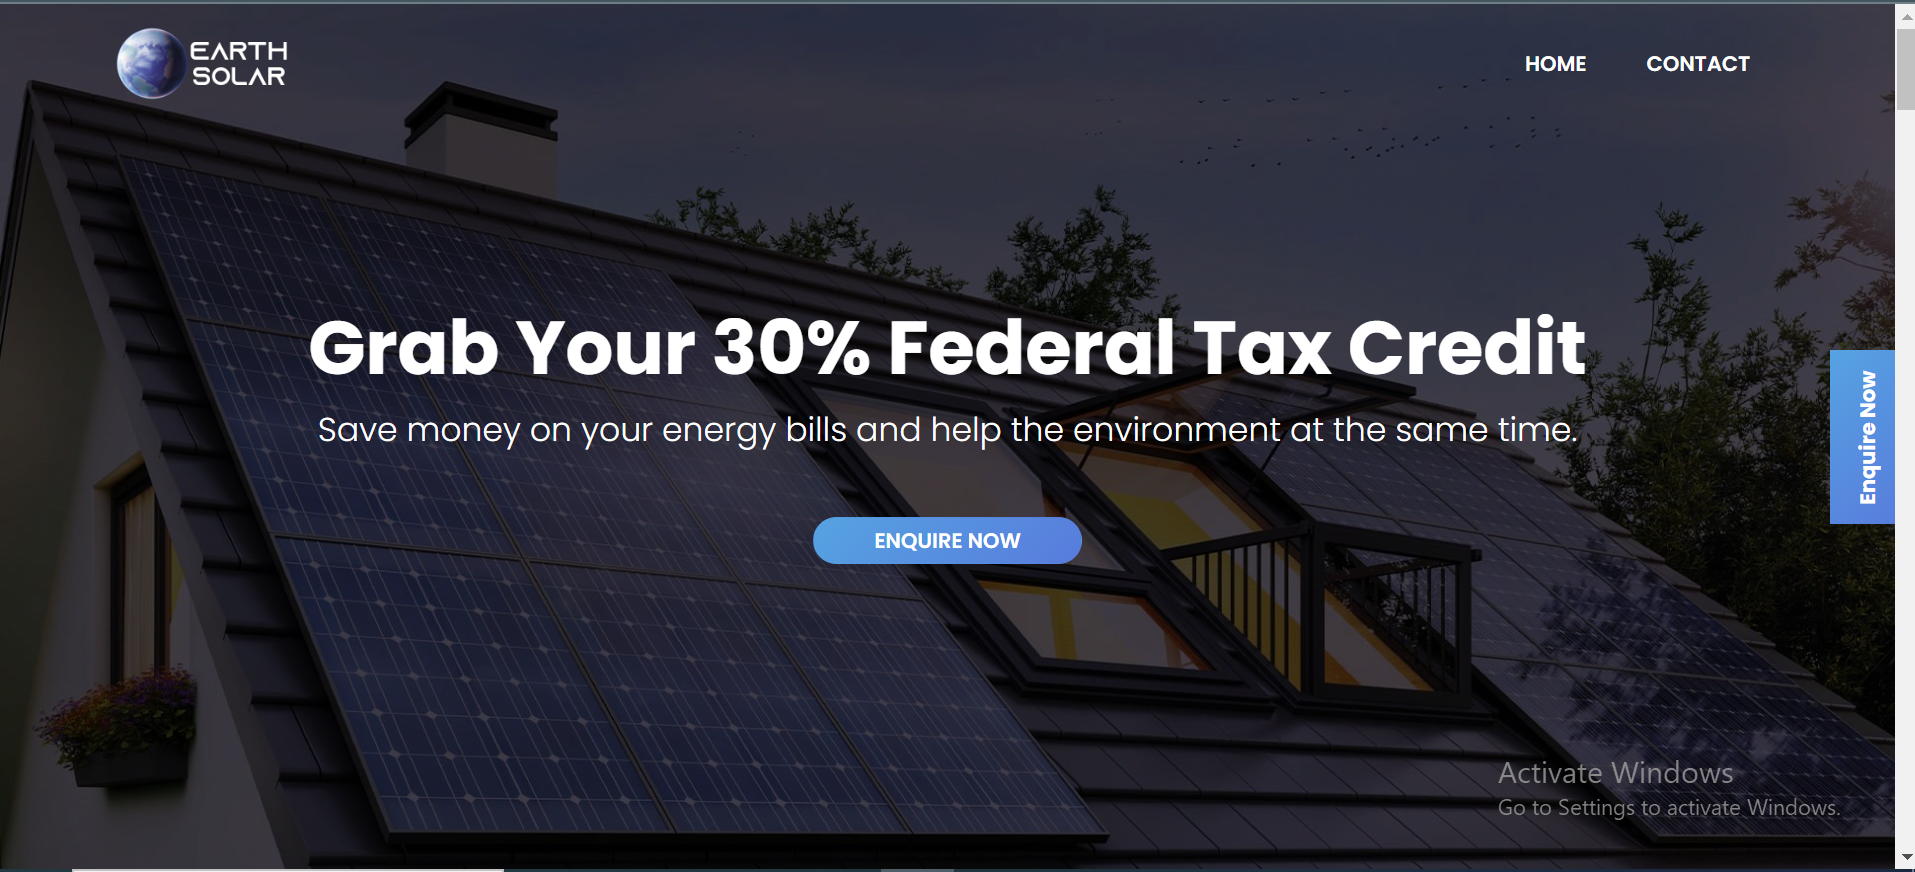 EARTH
SOLAR
HOME
CONTACT
Grab Your 30% Federal Tax Credit
Save money on your energy bills and help the environment at the same time.
Enquire Now
ENQUIRE NOW
Activate Windows
Go to Settings to activate Windows.